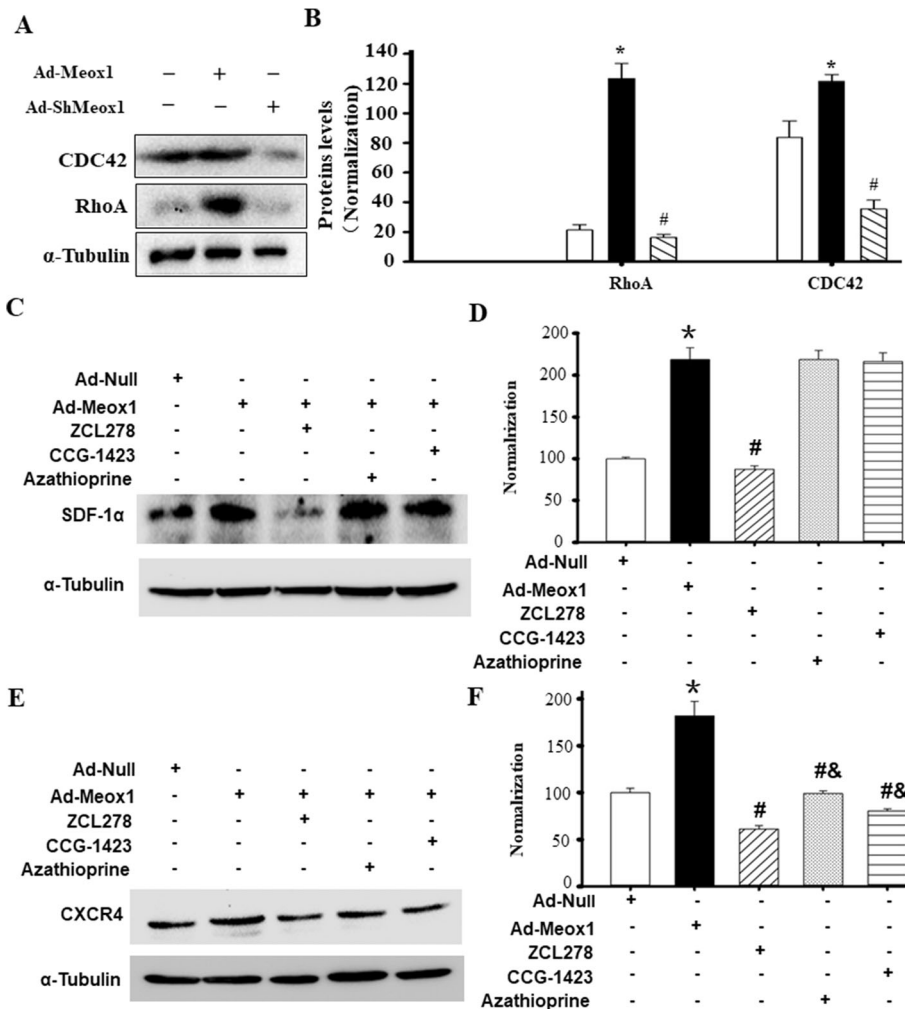 A
Ad-Meox1 – + –
Ad-ShMeox1 – – +
CDC42
RhoA
α-Tubulin
B
Proteins levels
(Normalization)
140
120
100
80
60
40
20
0
* # * #
RhoA CDC42
C
Ad-Null + - - - -
Ad-Meox1 - + + + +
ZCL278 - - + - -
CCG-1423 - - - - +
Azathioprine - - - + -
SDF-1α
α-Tubulin
D
Normalrization
200
200
150
100
50
0
* #
Ad-Null + - - - -
Ad-Meox1 - + - - -
ZCL278 - - + - -
CCG-1423 - - - - +
Azathioprine - - - + -
E
Ad-Null + - - - -
Ad-Meox1 - + + + +
ZCL278 - - + - -
CCG-1423 - - - - +
Azathioprine - - - + -
CXCR4
α-Tubulin
F
Normalrization
200
150
100
50
0
* # #& #&
Ad-Null + - - - -
Ad-Meox1 - + - - -
ZCL278 - - + - -
CCG-1423 - - - - +
Azathioprine - - - + -